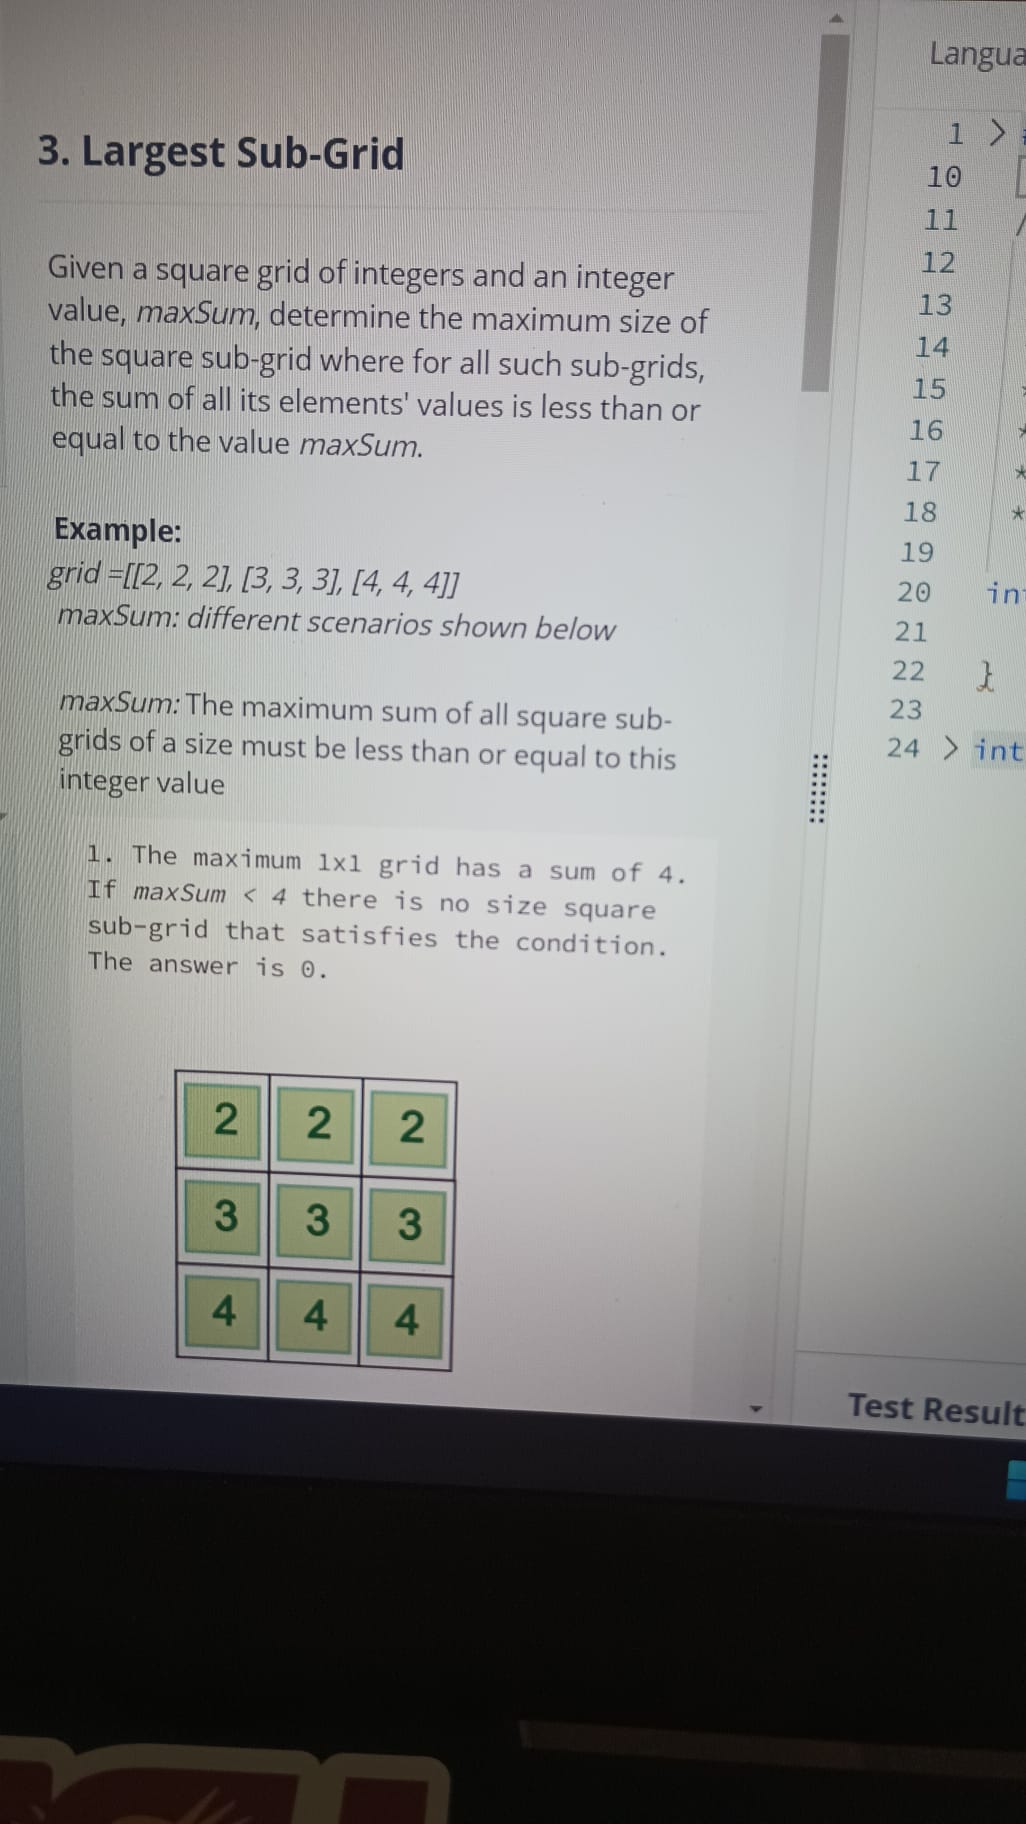 3. Largest Sub-Grid
Given a square grid of integers and an integer
value, maxSum, determine the maximum size of
the square sub-grid where for all such sub-grids,
the sum of all its elements' values is less than or
equal to the value maxSum.
Example:
grid =[[2, 2, 2], [3, 3, 3], [4, 4, 4]]
maxSum: different scenarios shown below
maxSum: The maximum sum of all square sub-
grids of a size must be less than or equal to this
integer value
1. The maximum 1x1 grid has a sum of 4.
If maxSum < 4 there is no size square
sub-grid that satisfies the condition.
The answer is 0.
2 2 2
3 3 3
4 4 4
Langua
1 >
10
11
12
13
14
15
16
17 *
18 *
19
20 in
21
22 }
23
24 > int
Test Result